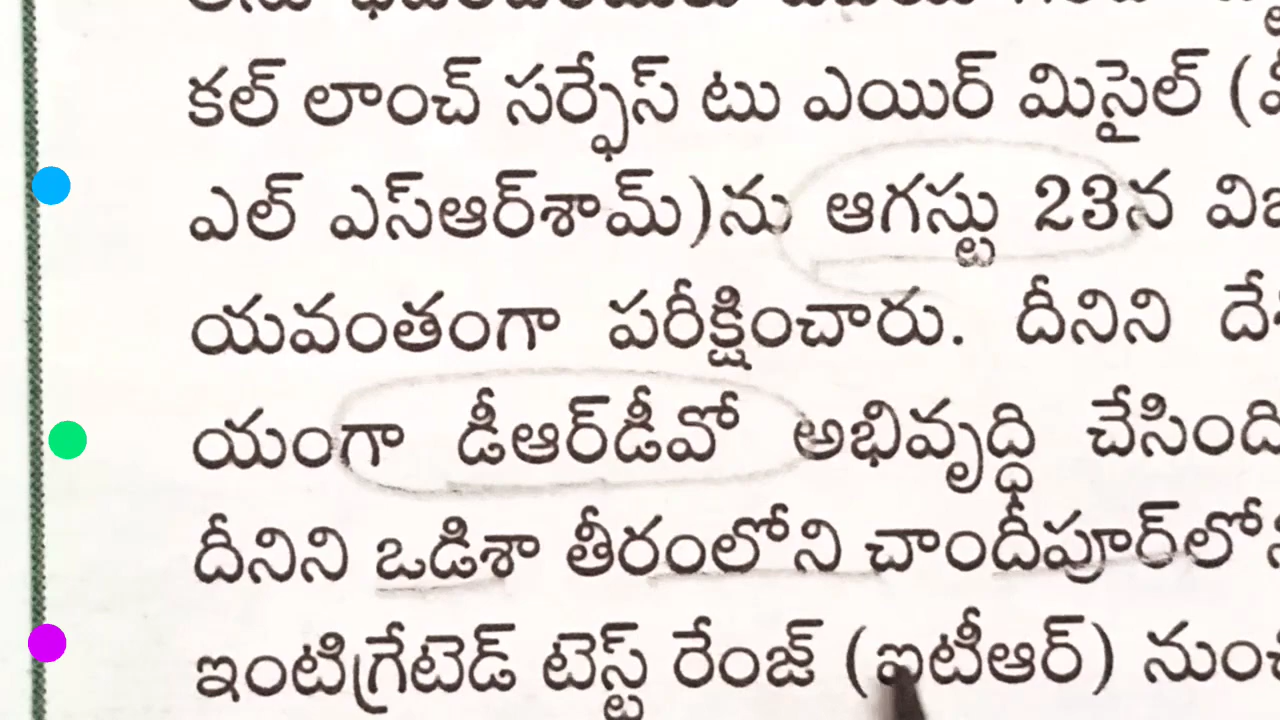 కల్ లాంచ్ సర్ఫేస్ టు ఎయిర్ మిసైల్ (
ఎల్ ఎస్ఆర్‌శామ్)ను ఆగస్టు 23న విజ
యవంతంగా పరీక్షించారు. దీనిని దే
యంగా డీఆర్‌డీవో అభివృద్ధి చేసింది
దీనిని ఒడిశా తీరంలోని చాందీపూర్‌లోని
ఇంటిగ్రేటెడ్ టెస్ట్ రేంజ్ (ఐటీఆర్) నుంచి